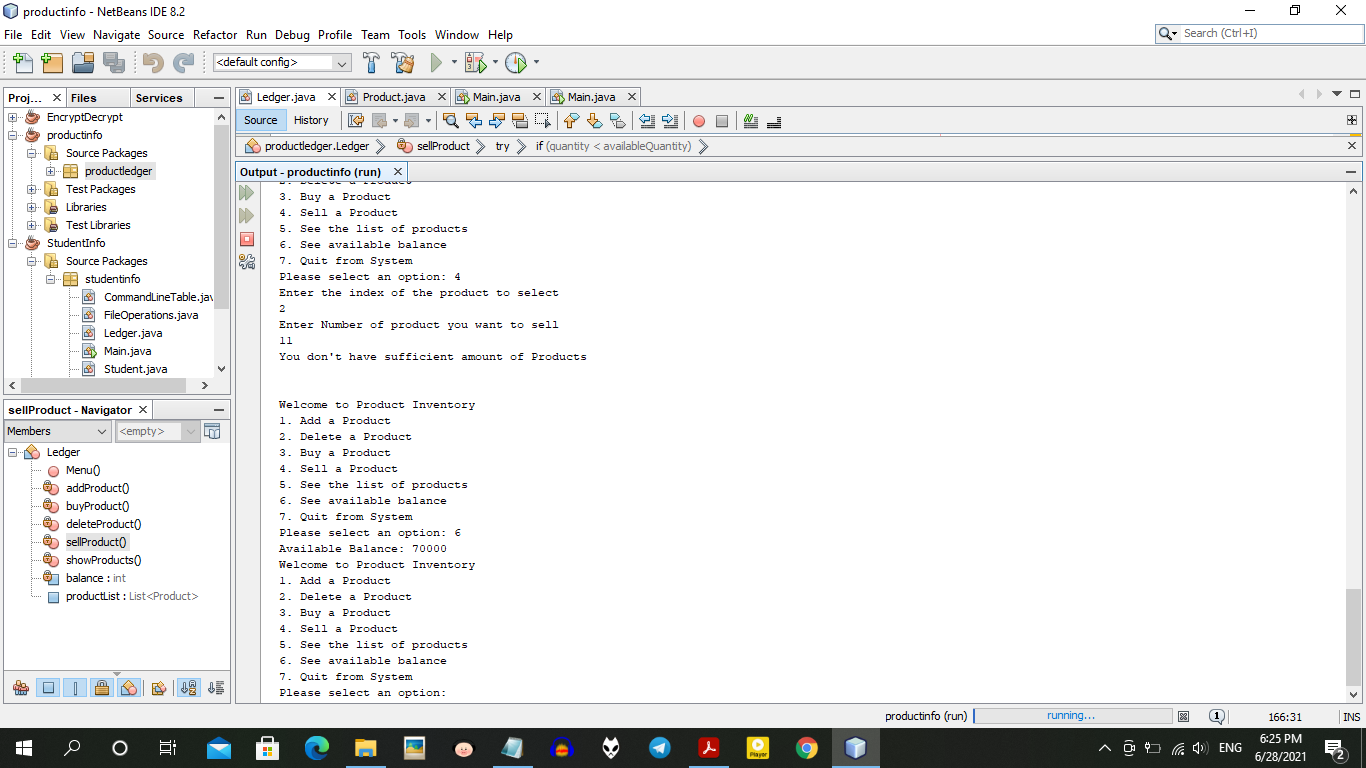 productinfo - NetBeans IDE 8.2
File Edit View Navigate Source Refactor Run Debug Profile Team Tools Window Help
Search (Ctrl+I)
<default config>
Proj... Files Services
EncryptDecrypt
productinfo
Source Packages
productledger
Test Packages
Libraries
Test Libraries
StudentInfo
Source Packages
studentinfo
CommandLineTable.jav
FileOperations.java
Ledger.java
Main.java
Student.java
sellProduct - Navigator
Members <empty>
Ledger
Menu()
addProduct()
buyProduct()
deleteProduct()
sellProduct()
showProducts()
balance : int
productList : List<Product>
Ledger.java Product.java Main.java Main.java
Source History
productledger.Ledger sellProduct try if (quantity < availableQuantity)
Output - productinfo (run)
2. Delete a Product
3. Buy a Product
4. Sell a Product
5. See the list of products
6. See available balance
7. Quit from System
Please select an option: 4
Enter the index of the product to select
2
Enter Number of product you want to sell
11
You don't have sufficient amount of Products
Welcome to Product Inventory
1. Add a Product
2. Delete a Product
3. Buy a Product
4. Sell a Product
5. See the list of products
6. See available balance
7. Quit from System
Please select an option: 6
Available Balance: 70000
Welcome to Product Inventory
1. Add a Product
2. Delete a Product
3. Buy a Product
4. Sell a Product
5. See the list of products
6. See available balance
7. Quit from System
Please select an option:
productinfo (run) running... 1 166:31 INS
Player ENG 6:25 PM
6/28/2021 2